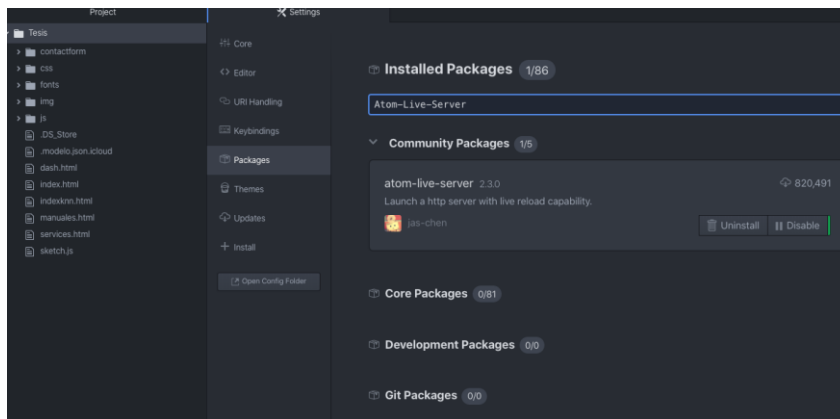 Project
Settings
Tesis
contactform
css
fonts
img
js
.DS_Store
.modelo.json.icloud
dash.html
index.html
indexknn.html
manuales.html
services.html
sketch.js
Core
Editor
URI Handling
Keybindings
Packages
Themes
Updates
Install
Open Config Folder
Installed Packages 1/86
Atom-Live-Server
Community Packages 1/5
atom-live-server 2.3.0 820,491
Launch a http server with live reload capability.
jas-chen Uninstall Disable
Core Packages 0/81
Development Packages 0/0
Git Packages 0/0